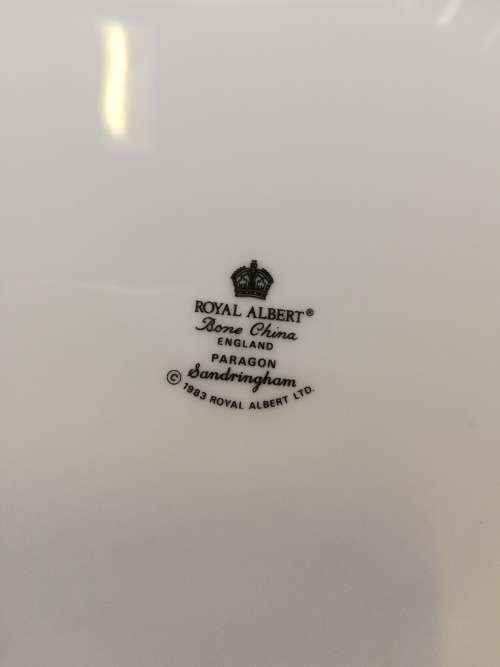 ROYAL ALBERT®
Bone China
ENGLAND
PARAGON
Sandringham
© 1983 ROYAL ALBERT LTD.